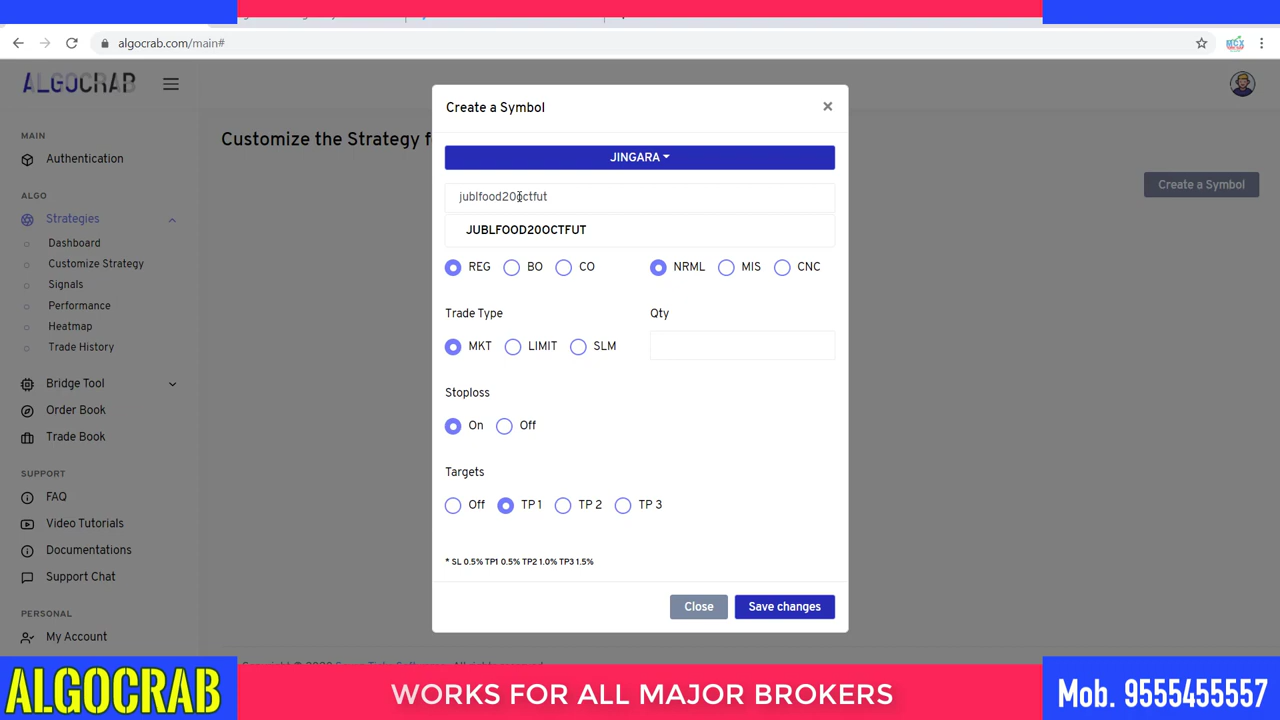 algocrab.com/main#
MCX
ALGOCRAB
MAIN
Authentication
ALGO
Strategies
Dashboard
Customize Strategy
Signals
Performance
Heatmap
Trade History
Bridge Tool
Order Book
Trade Book
SUPPORT
FAQ
Video Tutorials
Documentations
Support Chat
PERSONAL
My Account
Customize the Strategy f
Create a Symbol
Create a Symbol
×
JINGARA
jublfood20octfut
JUBLFOOD20OCTFUT
REG BO CO NRML MIS CNC
Trade Type Qty
MKT LIMIT SLM
Stoploss
On Off
Targets
Off TP 1 TP 2 TP 3
* SL 0.5% TP1 0.5% TP2 1.0% TP3 1.5%
Close Save changes
ALGOCRAB
WORKS FOR ALL MAJOR BROKERS
Mob. 9555455557